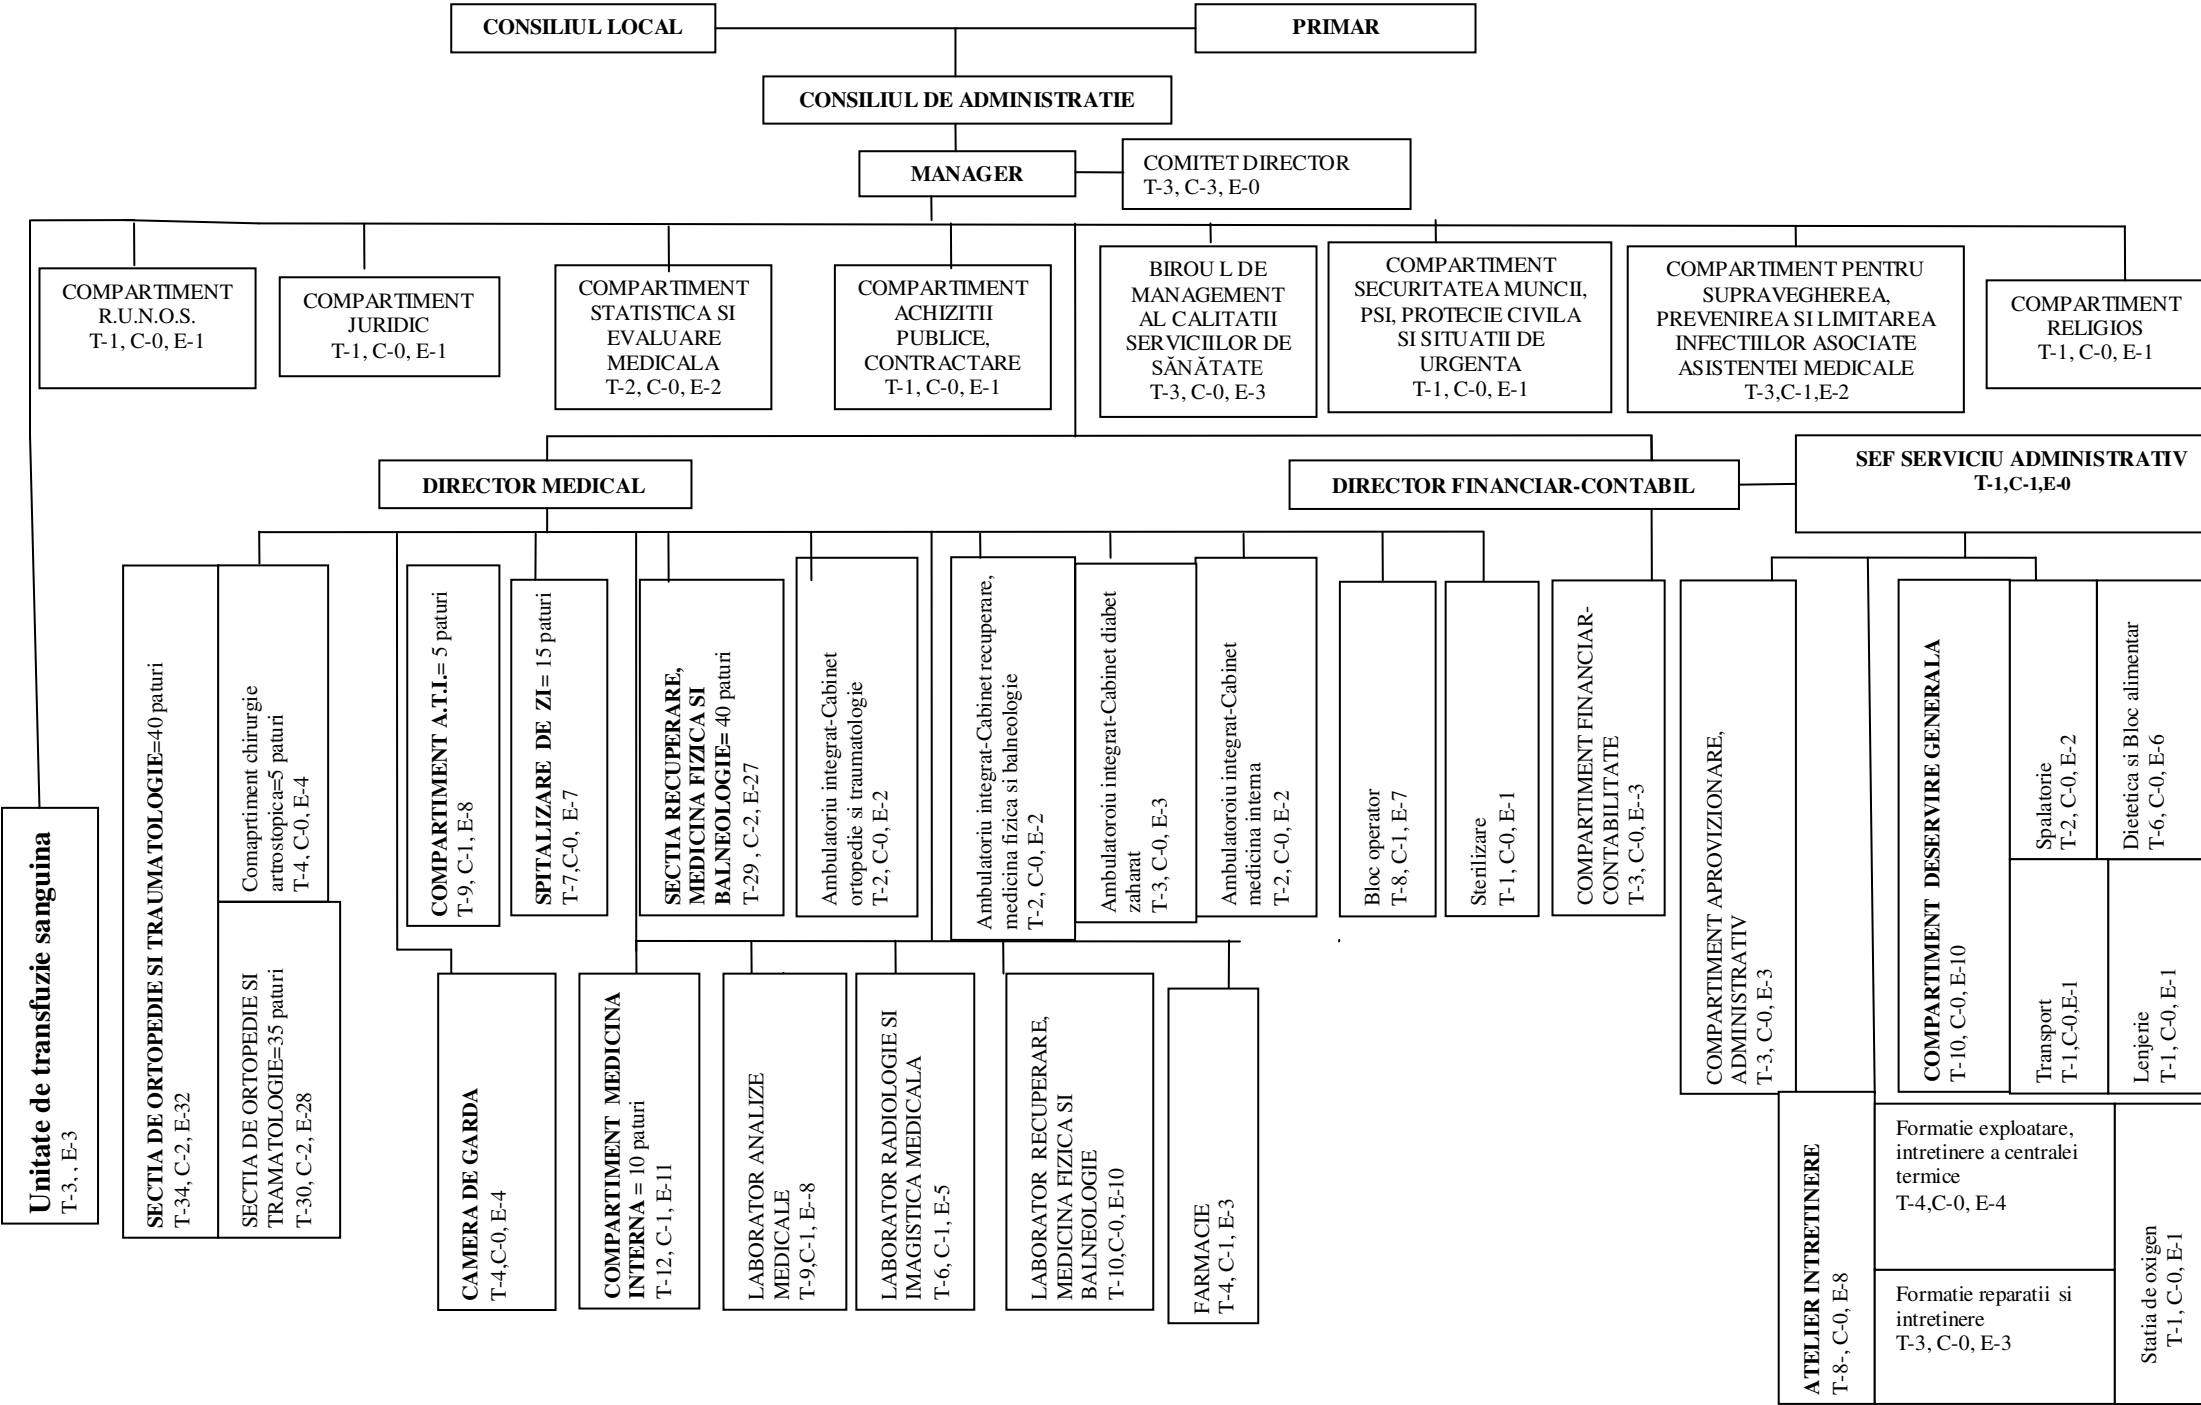 CONSILIUL LOCAL
PRIMAR
CONSILIUL DE ADMINISTRATIE
MANAGER
COMITET DIRECTOR
T-3, C-3, E-0
COMPARTIMENT
R.U.N.O.S.
T-1, C-0, E-1
COMPARTIMENT
JURIDIC
T-1, C-0, E-1
COMPARTIMENT
STATISTICA SI
EVALUARE
MEDICALA
T-2, C-0, E-2
COMPARTIMENT
ACHIZITII
PUBLICE,
CONTRACTARE
T-1, C-0, E-1
BIROU L DE
MANAGEMENT
AL CALITATII
SERVICIILOR DE
SĂNĂTATE
T-3, C-0, E-3
COMPARTIMENT
SECURITATEA MUNCII,
PSI, PROTECIE CIVILA
SI SITUATII DE
URGENTA
T-1, C-0, E-1
COMPARTIMENT PENTRU
SUPRAVEGHEREA,
PREVENIREA SI LIMITAREA
INFECTIILOR ASOCIATE
ASISTENTEI MEDICALE
T-3,C-1,E-2
COMPARTIMENT
RELIGIOS
T-1, C-0, E-1
DIRECTOR MEDICAL
DIRECTOR FINANCIAR-CONTABIL
SEF SERVICIU ADMINISTRATIV
T-1,C-1,E-0
Unitate de transfuzie sanguina
T-3, , E-3
SECTIA DE ORTOPEDIE SI TRAUMATOLOGIE=40 paturi
T-34, C-2, E-32
Comaprtiment chirurgie
artrostopica=5 paturi
T-4, C-0, E-4
SECTIA DE ORTOPEDIE SI
TRAMATOLOGIE=35 paturi
T-30, C-2, E-28
COMPARTIMENT A.T.I.= 5 paturi
T-9, C-1, E-8
SPITALIZARE DE ZI= 15 paturi
T-7,C-0, E-7
SECTIA RECUPERARE,
MEDICINA FIZICA SI
BALNEOLOGIE= 40 paturi
T-29 , C-2, E-27
Ambulatoriu integrat-Cabinet
ortopedie si traumatologie
T-2, C-0, E-2
Ambulatoriu integrat-Cabinet recuperare,
medicina fizica si balneologie
T-2, C-0, E-2
Ambulatoroiu integrat-Cabinet diabet
zaharat
T-3, C-0, E-3
Ambulatoroiu integrat-Cabinet
medicina interna
T-2, C-0, E-2
Bloc operator
T-8, C-1, E-7
Sterilizare
T-1, C-0, E-1
COMPARTIMENT FINANCIAR-
CONTABILITATE
T-3, C-0, E--3
COMPARTIMENT APROVIZIONARE,
ADMINISTRATIV
T-3, C-0, E-3
COMPARTIMENT DESERVIRE GENERALA
T-10, C-0, E-10
Spalatorie
T-2, C-0, E-2
Dietetica si Bloc alimentar
T-6, C-0, E-6
Transport
T-1,C-0,E-1
Lenjerie
T-1, C-0, E-1
CAMERA DE GARDA
T-4,C-0, E-4
COMPARTIMENT MEDICINA
INTERNA = 10 paturi
T-12, C-1, E-11
LABORATOR ANALIZE
MEDICALE
T-9,C-1, E--8
LABORATOR RADIOLOGIE SI
IMAGISTICA MEDICALA
T-6, C-1, E-5
LABORATOR RECUPERARE,
MEDICINA FIZICA SI
BALNEOLOGIE
T-10,C-0, E-10
FARMACIE
T-4, C-1, E-3
ATELIER INTRETINERE
T-8-, C-0, E-8
Formatie exploatare,
intretinere a centralei
termice
T-4,C-0, E-4
Formatie reparatii si
intretinere
T-3, C-0, E-3
Statia de oxigen
T-1, C-0, E-1